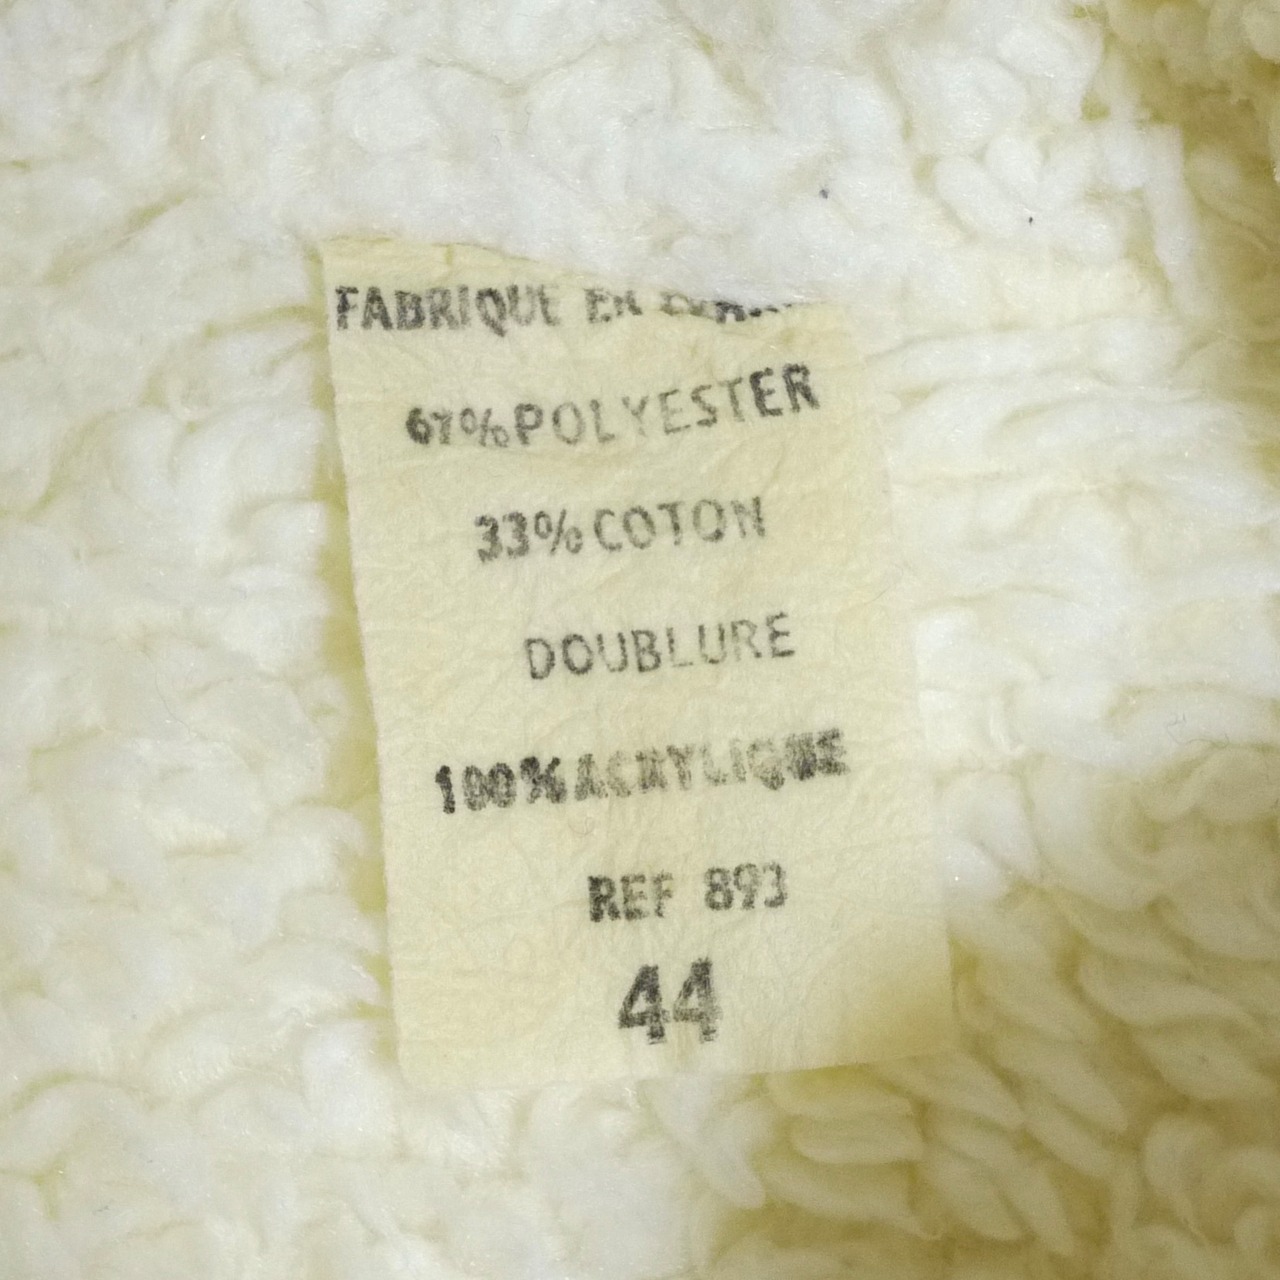 FABRIQUE EN
67%POLYESTER
33%COTON
DOUBLURE
100%ACRYLIQUE
REF 893
44